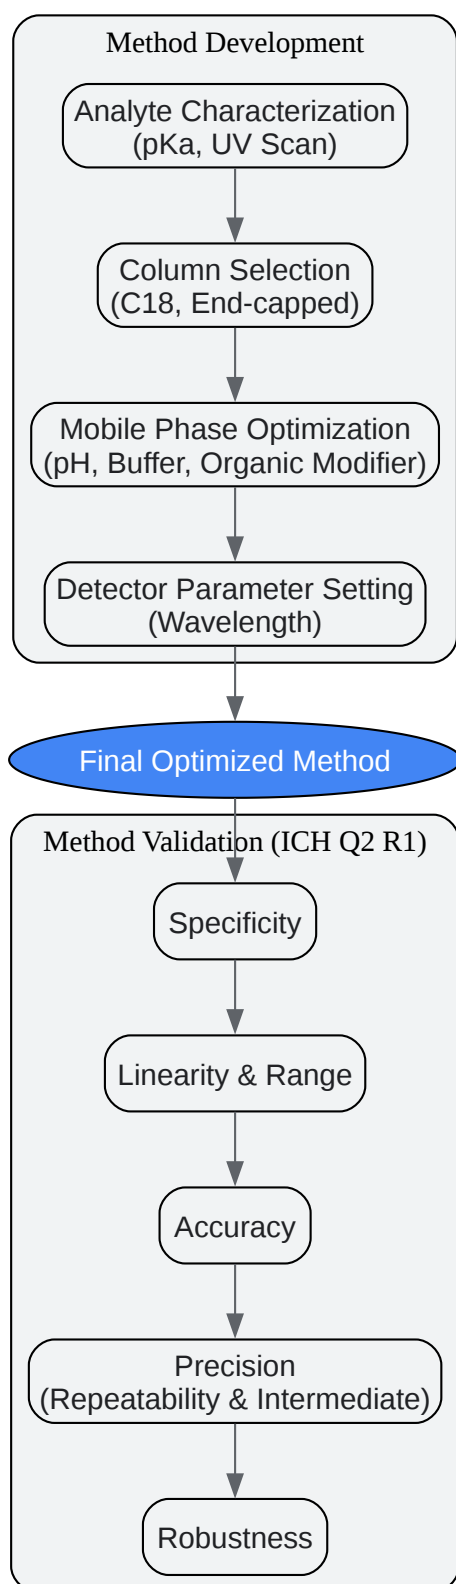 Method Development
Analyte Characterization
(pKa, UV Scan)
Column Selection
(C18, End-capped)
Mobile Phase Optimization
(pH, Buffer, Organic Modifier)
Detector Parameter Setting
(Wavelength)
Final Optimized Method
Method Validation (ICH Q2 R1)
Specificity
Linearity & Range
Accuracy
Precision
(Repeatability & Intermediate)
Robustness